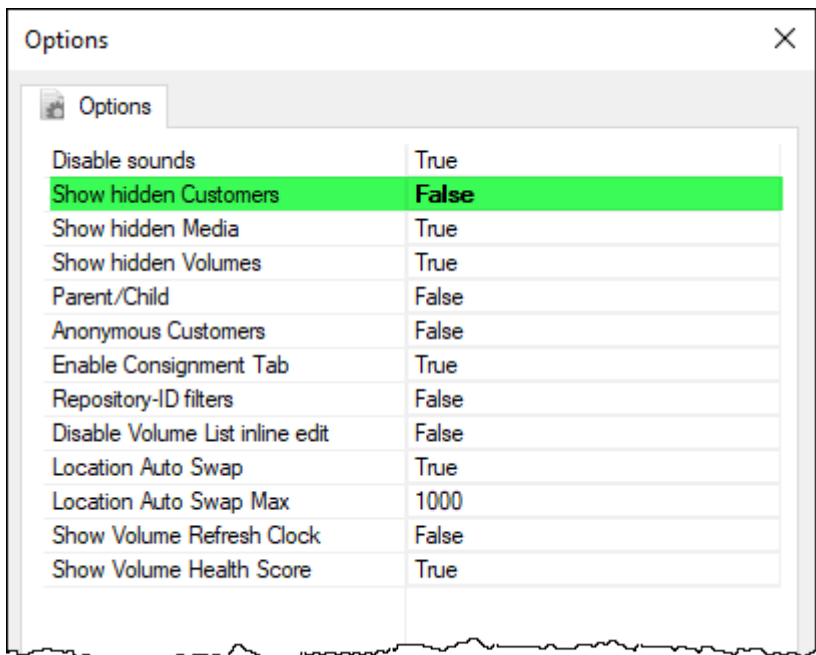 Options
Options
Disable sounds True
Show hidden Customers False
Show hidden Media True
Show hidden Volumes True
Parent/Child False
Anonymous Customers False
Enable Consignment Tab True
Repository-ID filters False
Disable Volume List inline edit False
Location Auto Swap True
Location Auto Swap Max 1000
Show Volume Refresh Clock False
Show Volume Health Score True